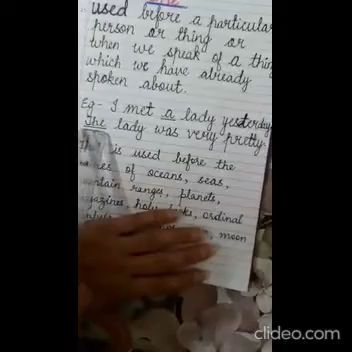 The
used before a particular
person or thing or
when we speak of a thing
which we have already
spoken about.
Eg- I met a lady yesterday.
The lady was very pretty.
is used before the
of oceans, seas,
ranges, planets,
holy ordinal
moon
clideo.com